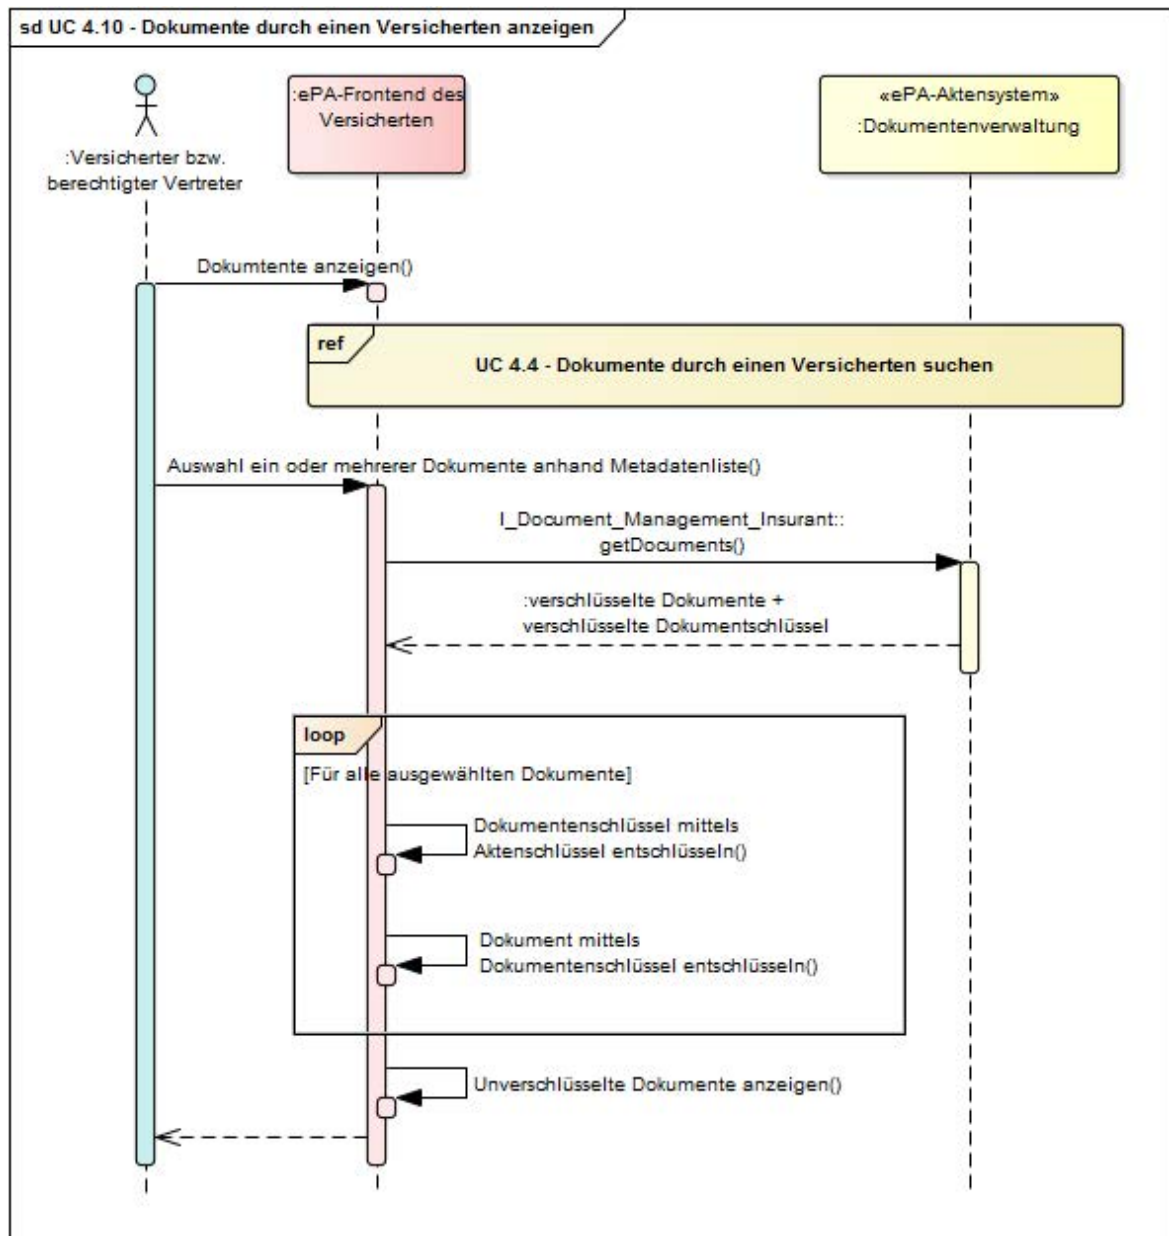 sd UC 4.10 - Dokumente durch einen Versicherten anzeigen
:Versicherter bzw.
berechtigter Vertreter
:ePA-Frontend des
Versicherten
«ePA-Aktensystem»
:Dokumentenverwaltung
Dokumtente anzeigen()
ref
UC 4.4 - Dokumente durch einen Versicherten suchen
Auswahl ein oder mehrerer Dokumente anhand Metadatenliste()
I_Document_Management_Insurant::
getDocuments()
:verschlüsselte Dokumente +
verschlüsselte Dokumentschlüssel
loop
[Für alle ausgewählten Dokumente]
Dokumentenschlüssel mittels
Aktenschlüssel entschlüsseln()
Dokument mittels
Dokumentenschlüssel entschlüsseln()
Unverschlüsselte Dokumente anzeigen()